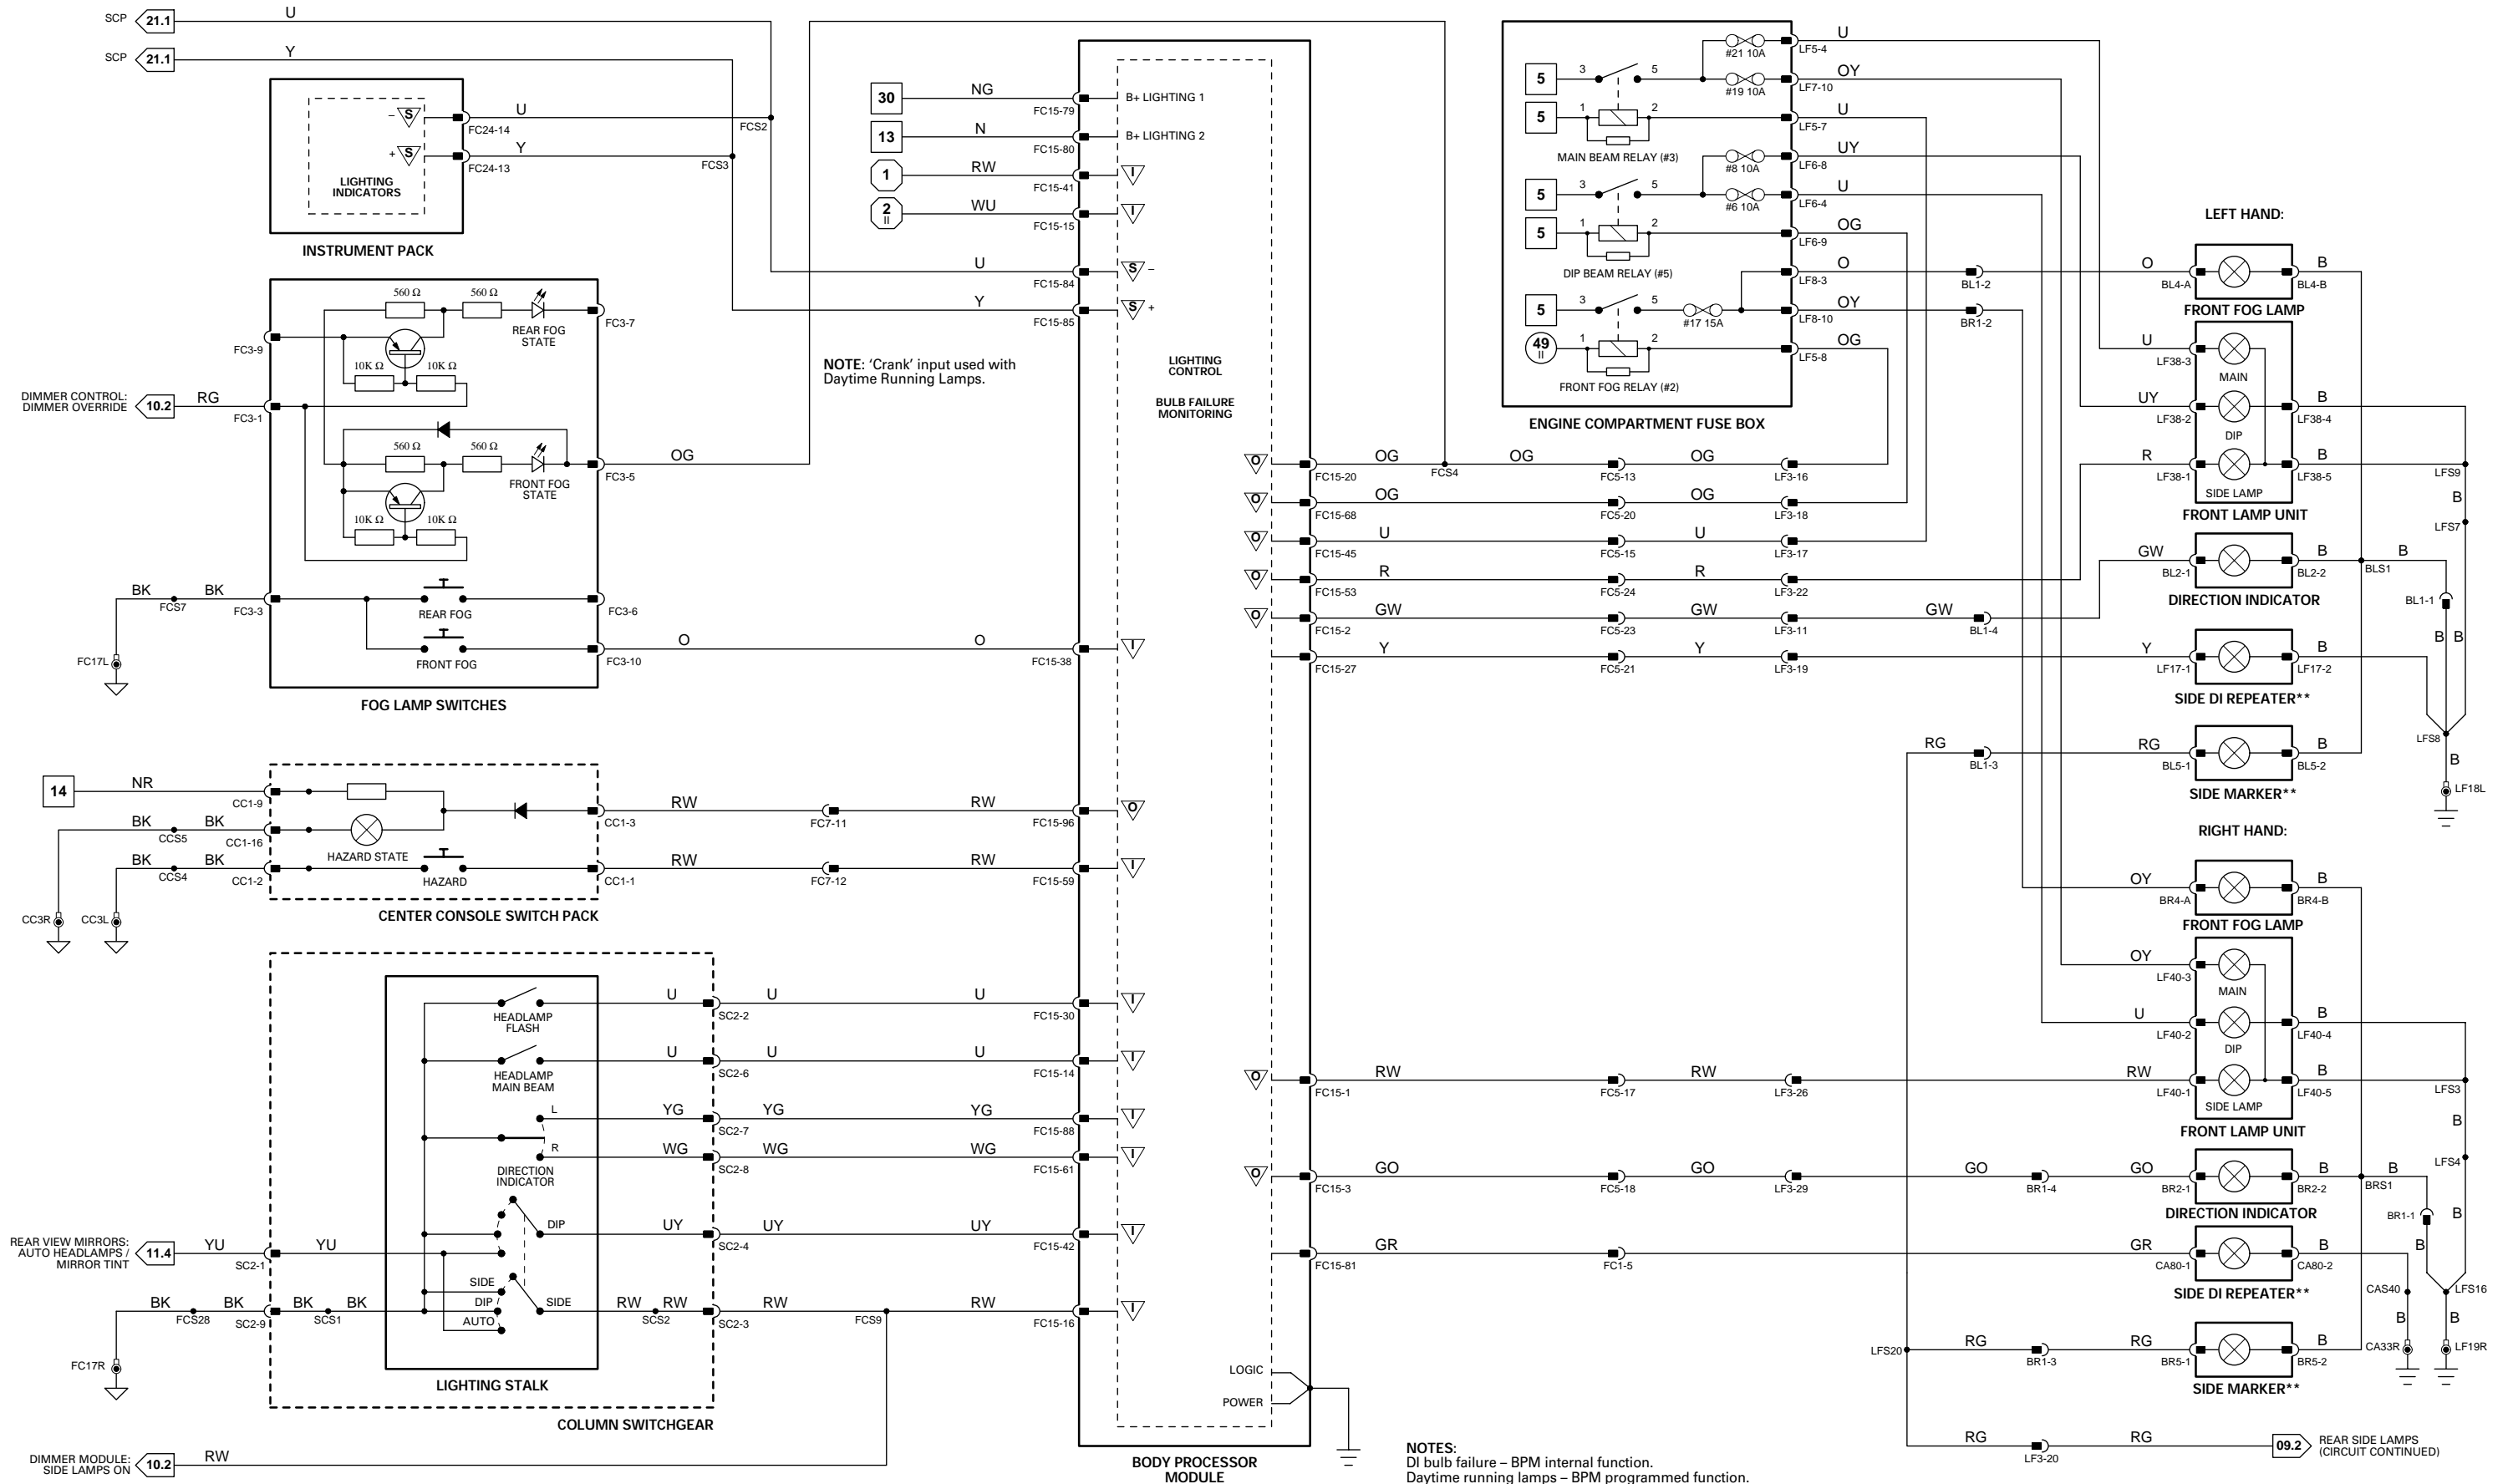 SCP 21.1 U
SCP 21.1 Y
– S FC24-14 U FCS2
+ S FC24-13 Y FCS3
LIGHTING
INDICATORS
INSTRUMENT PACK
560 Ω 560 Ω
REAR FOG
STATE
FC3-7
FC3-9
10K Ω 10K Ω
DIMMER CONTROL:
DIMMER OVERRIDE
10.2 RG FC3-1
560 Ω 560 Ω
FRONT FOG
STATE
FC3-5 OG
10K Ω 10K Ω
BK FCS7 BK FC3-3
REAR FOG
FC3-6
FRONT FOG
FC3-10 O O FC15-38 I
FC17L
FOG LAMP SWITCHES
14 NR CC1-9
BK CCS5 BK CC1-16
HAZARD STATE
CC1-3 RW FC7-11 RW FC15-96 O
BK CCS4 BK CC1-2
HAZARD
CC1-1 RW FC7-12 RW FC15-59 I
CC3R CC3L
CENTER CONSOLE SWITCH PACK
HEADLAMP
FLASH
U SC2-2 U U FC15-30 I
HEADLAMP
MAIN BEAM
U SC2-6 U U FC15-14 I
L YG SC2-7 YG YG FC15-88 I
R WG SC2-8 WG WG FC15-61 I
DIRECTION
INDICATOR
DIP UY SC2-4 UY UY FC15-42 I
REAR VIEW MIRRORS:
AUTO HEADLAMPS /
MIRROR TINT
11.4 YU SC2-1 YU
SIDE
DIP
AUTO
SIDE RW SCS2 RW SC2-3 RW FCS9 RW FC15-16 I
BK FCS28 BK SC2-9 BK SCS1 BK
FC17R
LIGHTING STALK
COLUMN SWITCHGEAR
DIMMER MODULE:
SIDE LAMPS ON
10.2 RW
30 NG FC15-79 B+ LIGHTING 1
13 N FC15-80 B+ LIGHTING 2
1 RW FC15-41 I
2 II WU FC15-15 I
U FC15-84 S –
Y FC15-85 S +
NOTE: ‘Crank’ input used with
Daytime Running Lamps.
LIGHTING
CONTROL
BULB FAILURE
MONITORING
O FC15-20 OG FCS4 OG FC5-13 OG LF3-16
O FC15-68 OG FC5-20 OG LF3-18
O FC15-45 U FC5-15 U LF3-17
O FC15-53 R FC5-24 R LF3-22
O FC15-2 GW FC5-23 GW LF3-11 GW BL1-4
FC15-27 Y FC5-21 Y LF3-19
O FC15-1 RW FC5-17 RW LF3-26
O FC15-3 GO FC5-18 GO LF3-29 GO BR1-4
FC15-81 GR FC1-5
LOGIC
POWER
BODY PROCESSOR
MODULE
#21 10A LF5-4 U
5 3 5 #19 10A LF7-10 OY
5 1 2 LF5-7 U
MAIN BEAM RELAY (#3)
#8 10A LF6-8 UY
5 3 5 #6 10A LF6-4 U
5 1 2 LF6-9 OG
DIP BEAM RELAY (#5)
LF8-3 O BL1-2
5 3 5 #17 15A LF8-10 OY BR1-2
49 II 1 2 LF5-8 OG
FRONT FOG RELAY (#2)
ENGINE COMPARTMENT FUSE BOX
LEFT HAND:
O BL4-A BL4-B B
FRONT FOG LAMP
U LF38-3
MAIN
UY LF38-2 LF38-4 B
DIP
R LF38-1 LF38-5 B LFS9
SIDE LAMP
FRONT LAMP UNIT
B
LFS7
GW BL2-1 BL2-2 B BLS1 B
DIRECTION INDICATOR
BL1-1
B B
Y LF17-1 LF17-2 B
SIDE DI REPEATER**
LFS8
RG BL1-3 RG BL5-1 BL5-2 B
B
LF18L
SIDE MARKER**
RIGHT HAND:
OY BR4-A BR4-B B
FRONT FOG LAMP
OY LF40-3
MAIN
U LF40-2 LF40-4 B
DIP
RW LF40-1 LF40-5 B LFS3
SIDE LAMP
B
FRONT LAMP UNIT
LFS4
GO BR2-1 BR2-2 B BRS1 B
DIRECTION INDICATOR
BR1-1 B
B
GR CA80-1 CA80-2 B
SIDE DI REPEATER**
CAS40 LFS16
B B
LFS20 RG BR1-3 RG BR5-1 BR5-2 B
CA33R LF19R
SIDE MARKER**
RG LF3-20 RG 09.2
REAR SIDE LAMPS
(CIRCUIT CONTINUED)
NOTES:
DI bulb failure – BPM internal function.
Daytime running lamps – BPM programmed function.